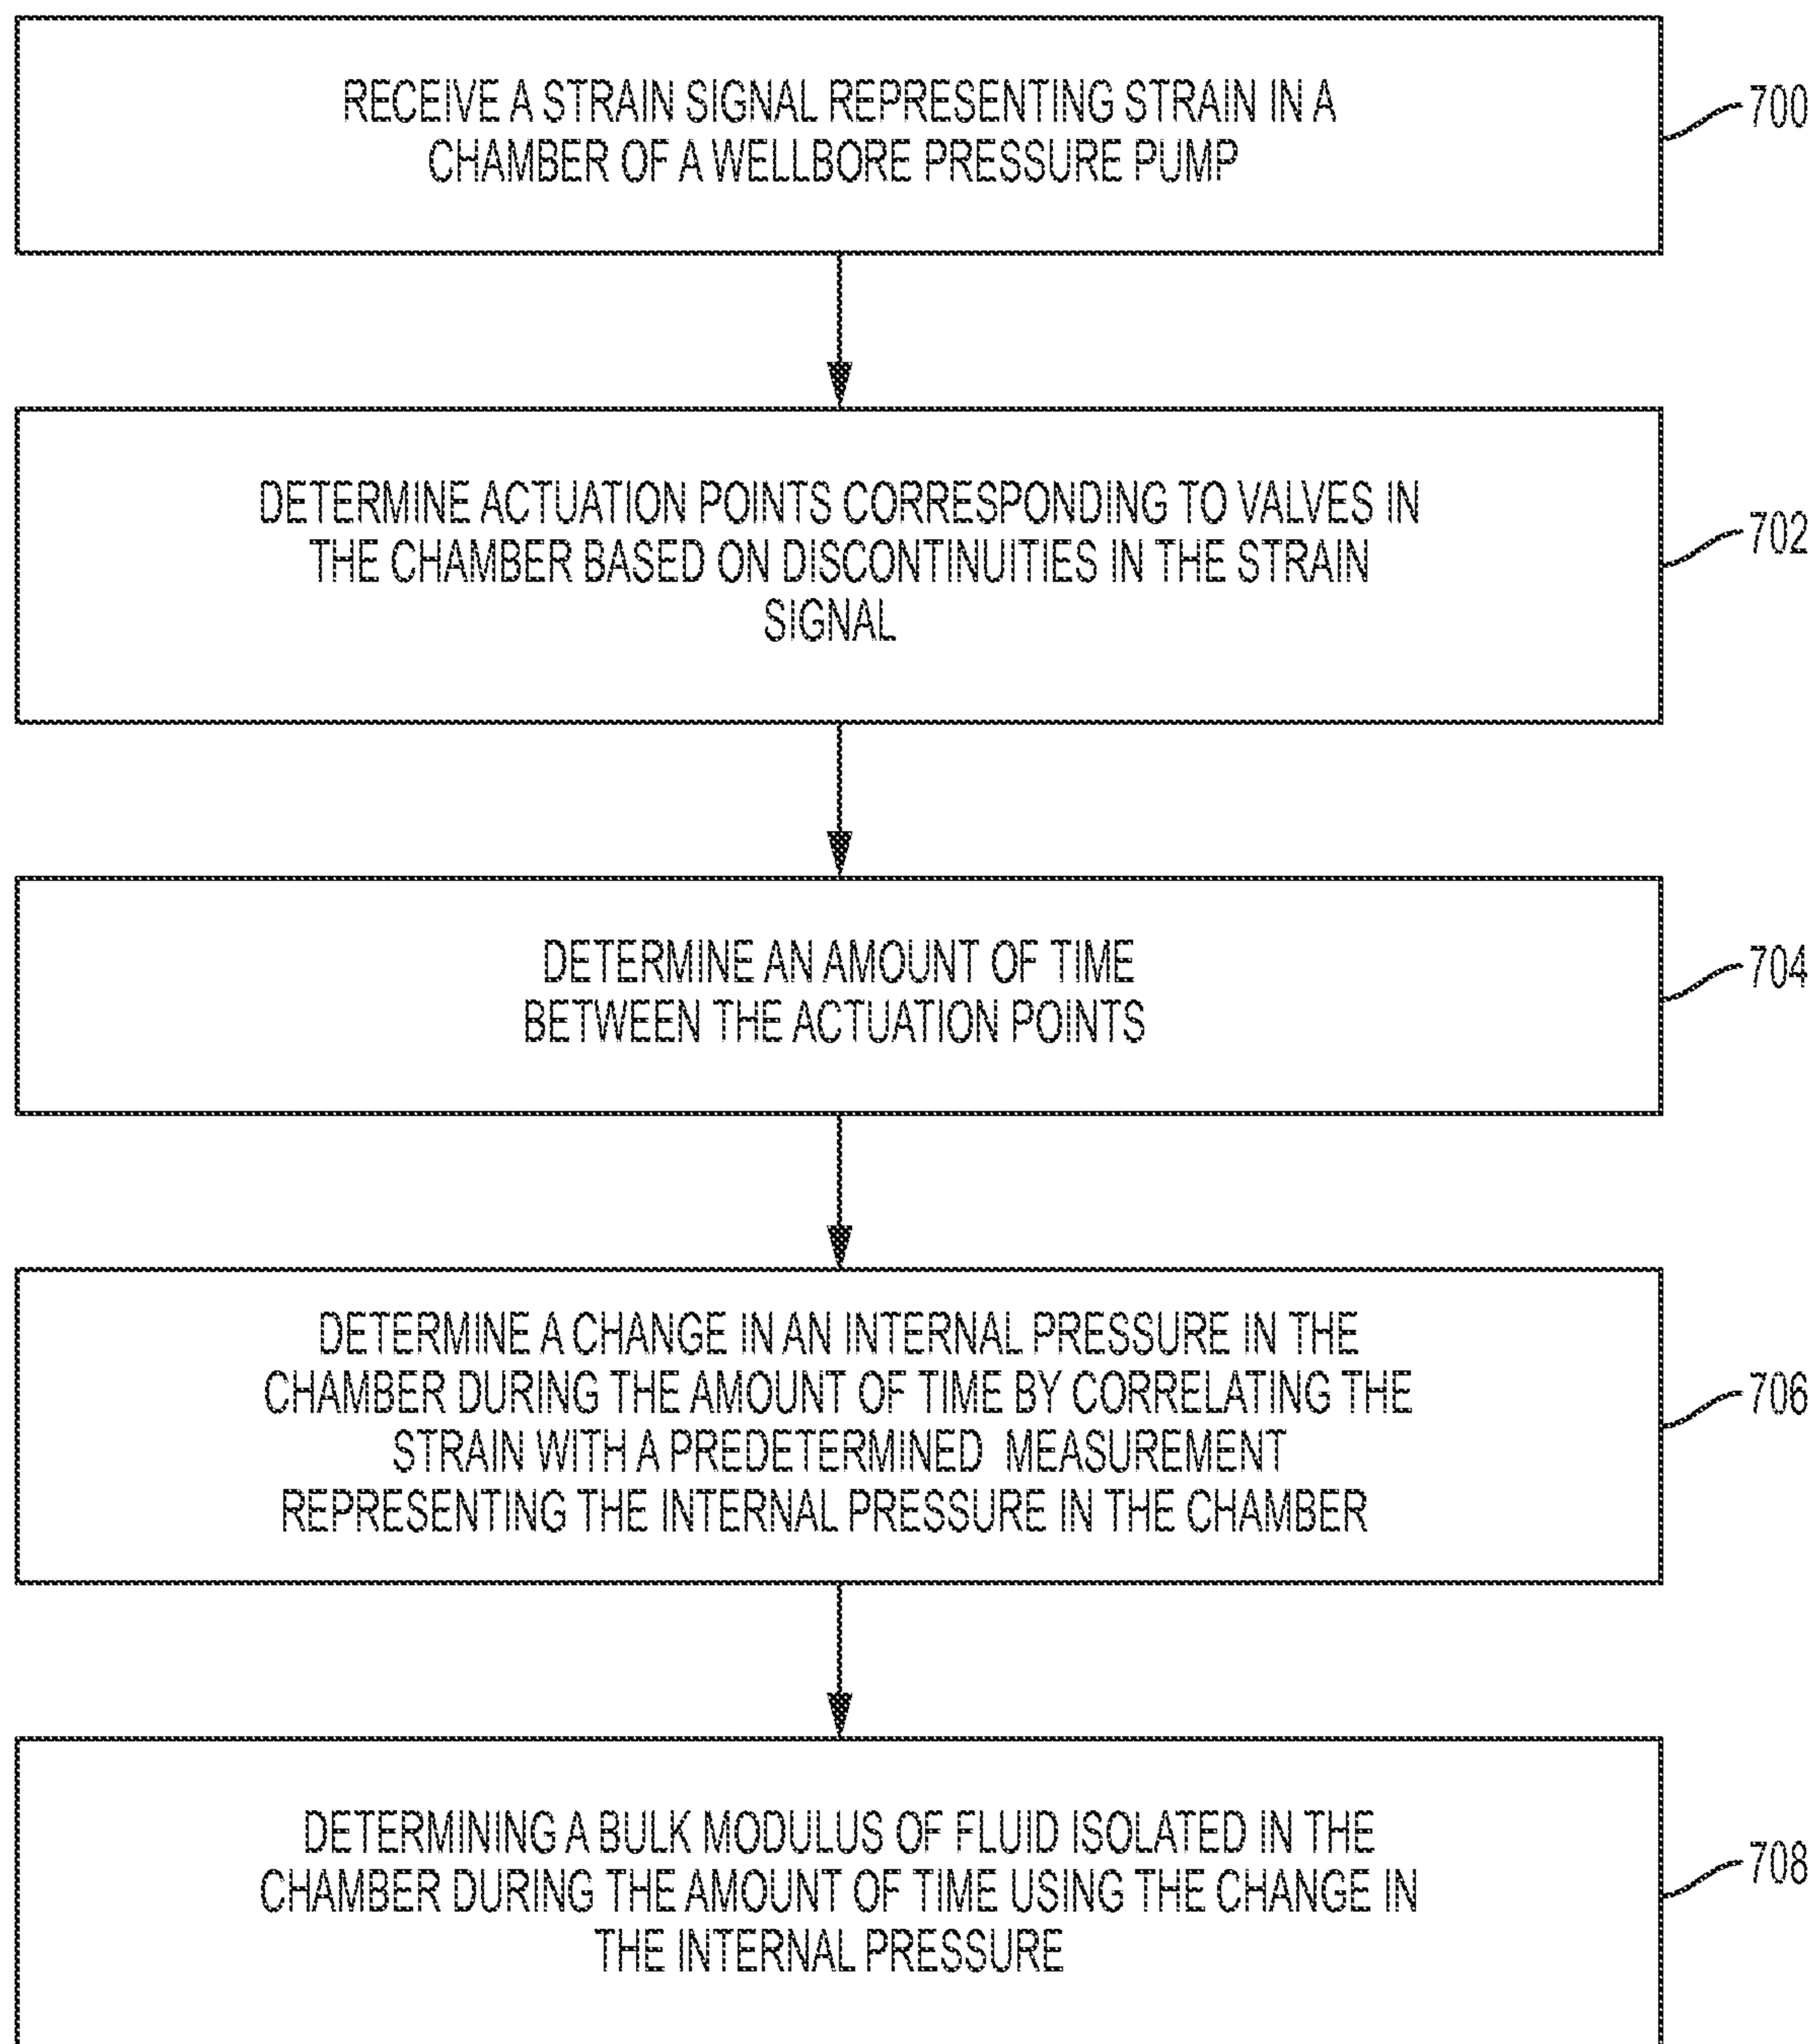 RECEIVE A STRAIN SIGNAL REPRESENTING STRAIN IN A
CHAMBER OF A WELLBORE PRESSURE PUMP
700
DETERMINE ACTUATION POINTS CORRESPONDING TO VALVES IN
THE CHAMBER BASED ON DISCONTINUITIES IN THE STRAIN
SIGNAL
702
DETERMINE AN AMOUNT OF TIME
BETWEEN THE ACTUATION POINTS
704
DETERMINE A CHANGE IN AN INTERNAL PRESSURE IN THE
CHAMBER DURING THE AMOUNT OF TIME BY CORRELATING THE
STRAIN WITH A PREDETERMINED MEASUREMENT
REPRESENTING THE INTERNAL PRESSURE IN THE CHAMBER
706
DETERMINING A BULK MODULUS OF FLUID ISOLATED IN THE
CHAMBER DURING THE AMOUNT OF TIME USING THE CHANGE IN
THE INTERNAL PRESSURE
708